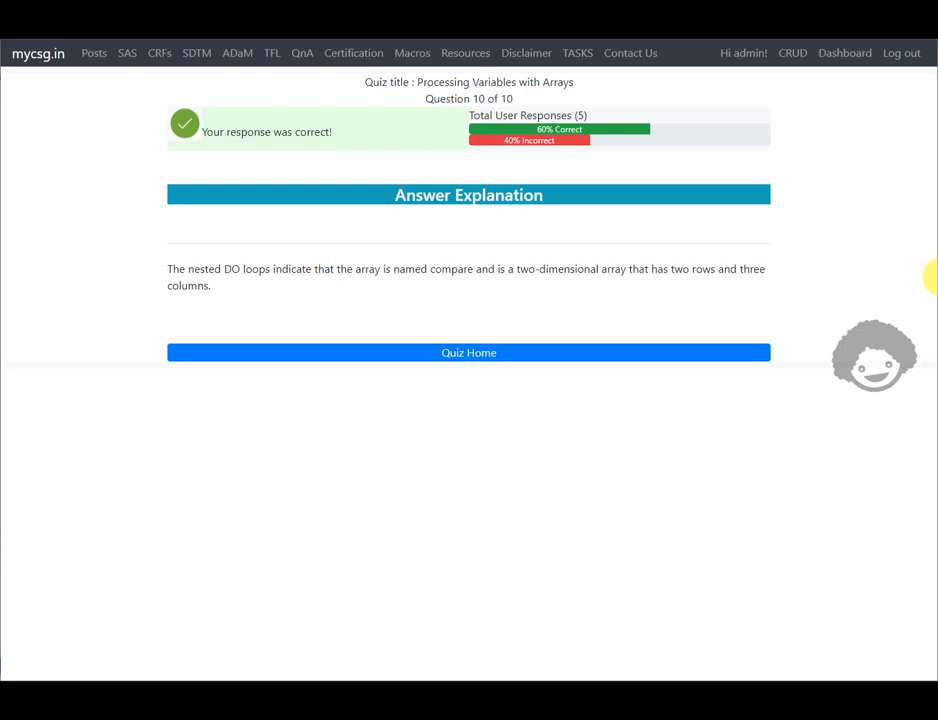 mycsg.in Posts SAS CRFs SDTM ADaM TFL QnA Certification Macros Resources Disclaimer TASKS Contact Us Hi admin! CRUD Dashboard Log out
Quiz title : Processing Variables with Arrays
Question 10 of 10
Your response was correct!
Total User Responses (5)
60% Correct
40% Incorrect
Answer Explanation
The nested DO loops indicate that the array is named compare and is a two-dimensional array that has two rows and three
columns.
Quiz Home